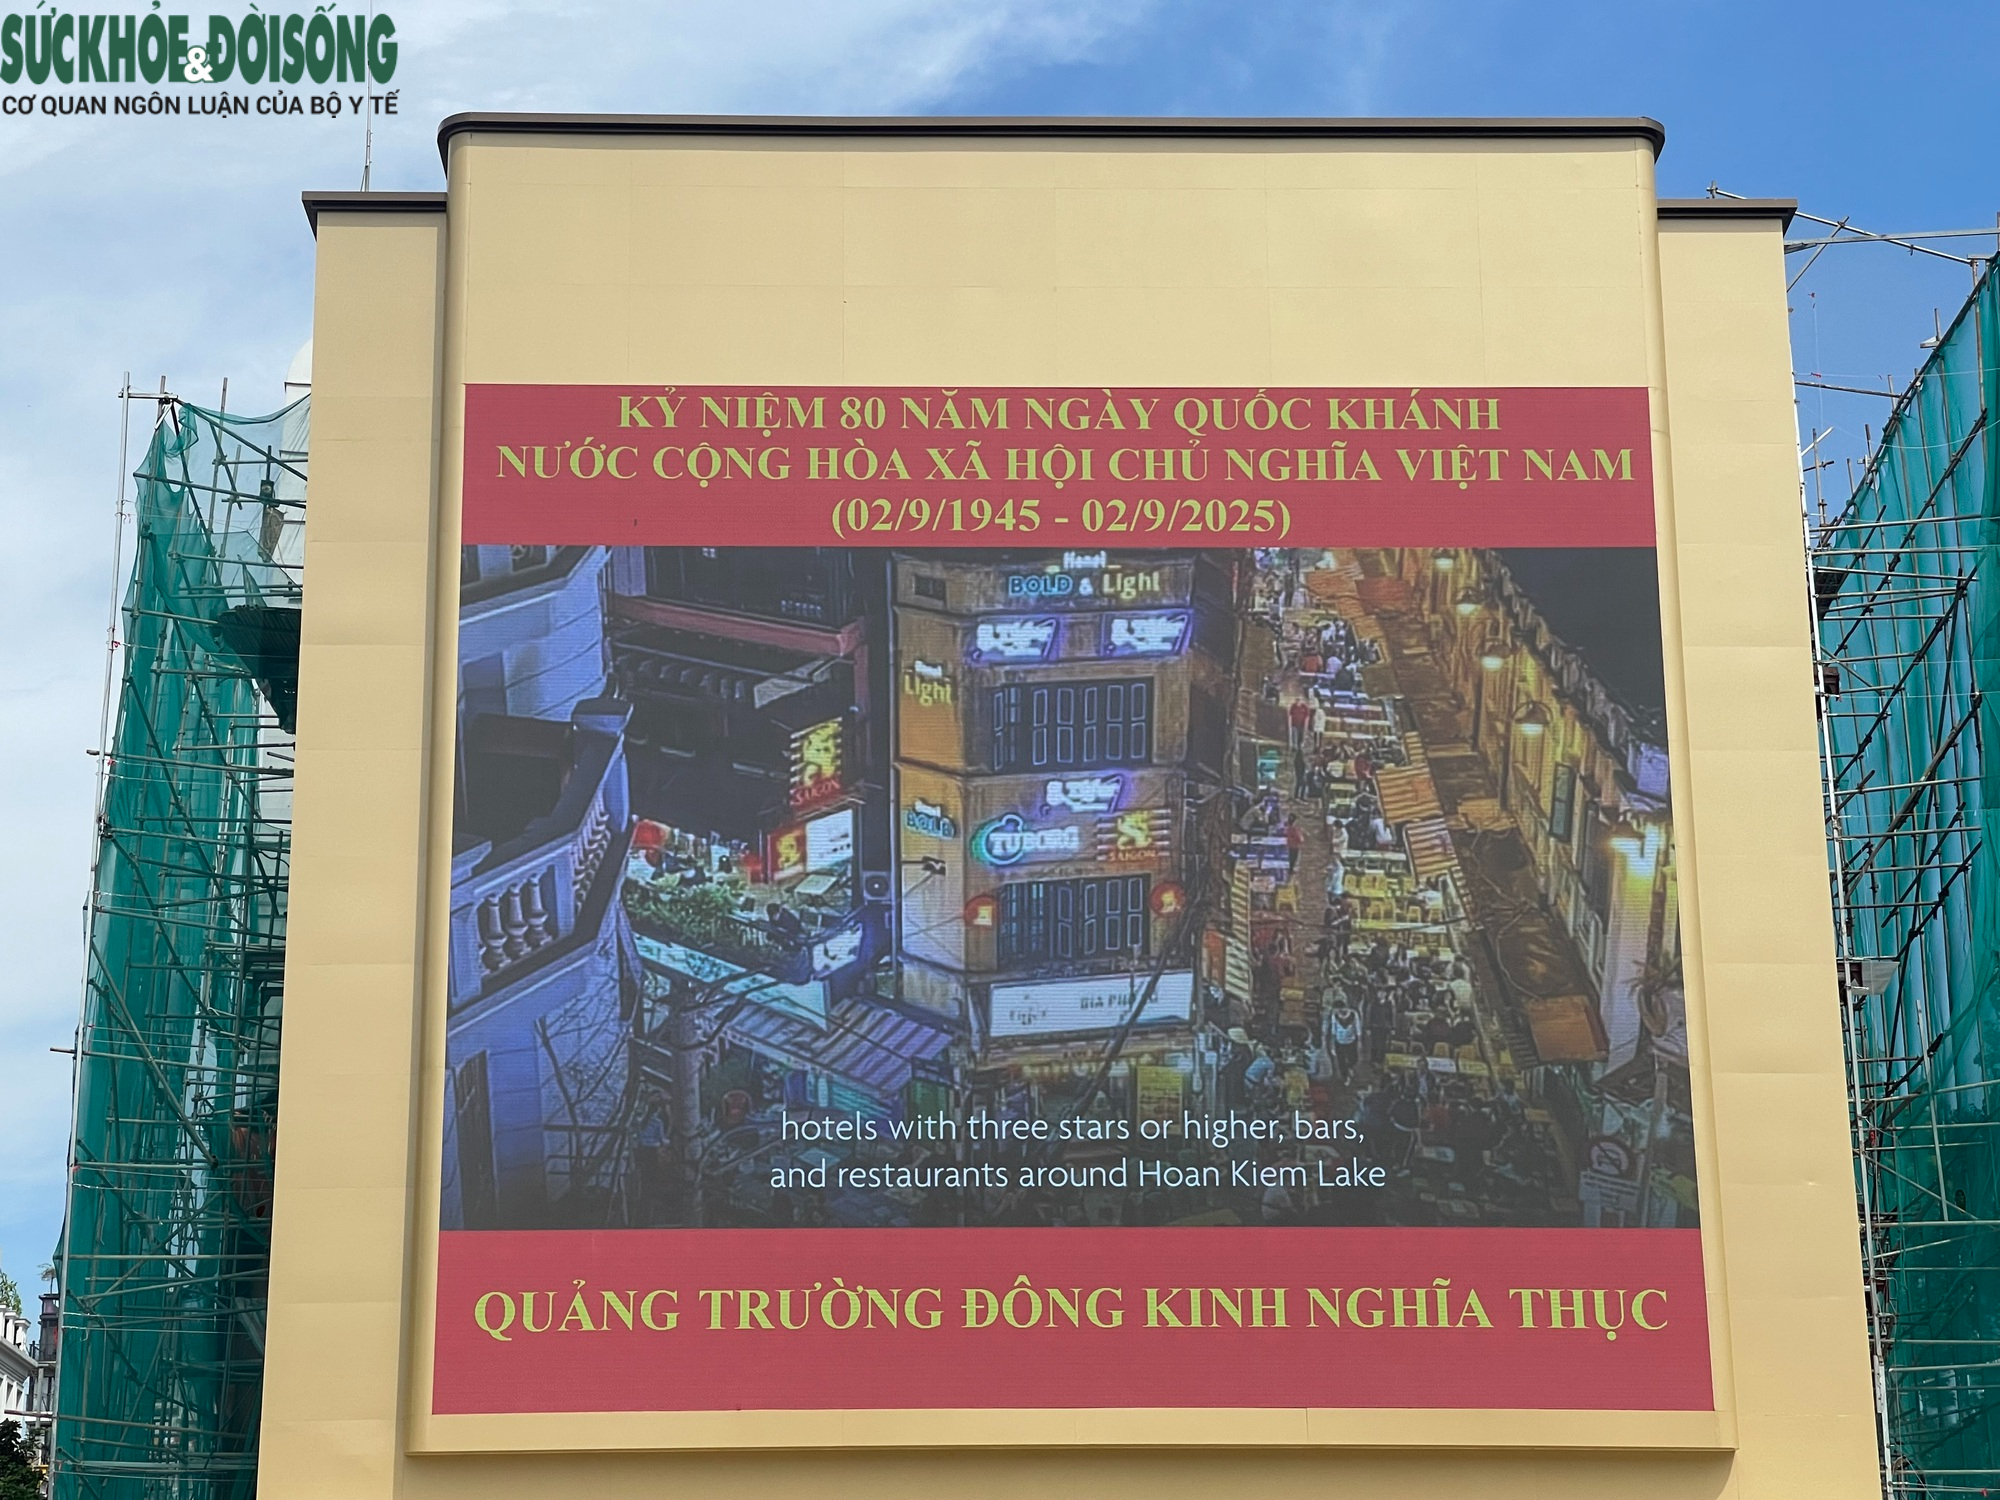 SỨCKHỎE&ĐỜISỐNG
CƠ QUAN NGÔN LUẬN CỦA BỘ Y TẾ
KỶ NIỆM 80 NĂM NGÀY QUỐC KHÁNH
NƯỚC CỘNG HÒA XÃ HỘI CHỦ NGHĨA VIỆT NAM
(02/9/1945 - 02/9/2025)
BOLD & Light
Light
SAIGON
BOLD
TUBORG
SAIGON
hotels with three stars or higher, bars,
and restaurants around Hoan Kiem Lake
QUẢNG TRƯỜNG ĐÔNG KINH NGHĨA THỤC